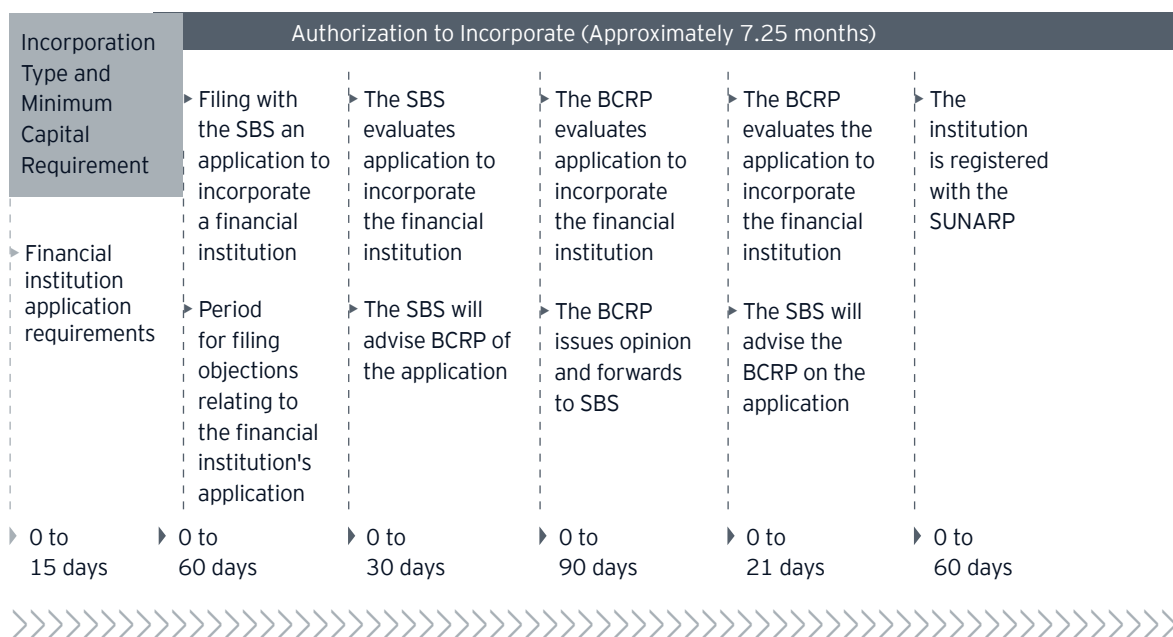 Incorporation
Type and
Minimum
Capital
Requirement
Authorization to Incorporate (Approximately 7.25 months)
Financial
institution
application
requirements
Filing with
the SBS an
application to
incorporate
a financial
institution
Period
for filing
objections
relating to
the financial
institution's
application
The SBS
evaluates
application to
incorporate
the financial
institution
The SBS will
advise BCRP of
the application
The BCRP
evaluates
application to
incorporate
the financial
institution
The BCRP
issues opinion
and forwards
to SBS
The BCRP
evaluates the
application to
incorporate
the financial
institution
The SBS will
advise the
BCRP on the
application
The
institution
is registered
with the
SUNARP
0 to
15 days
0 to
60 days
0 to
30 days
0 to
90 days
0 to
21 days
0 to
60 days